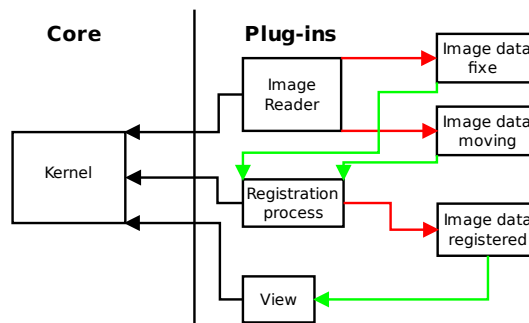 Core
Plug-ins
Image
Reader
Image data
fixe
Image data
moving
Kernel
Registration
process
Image data
registered
View